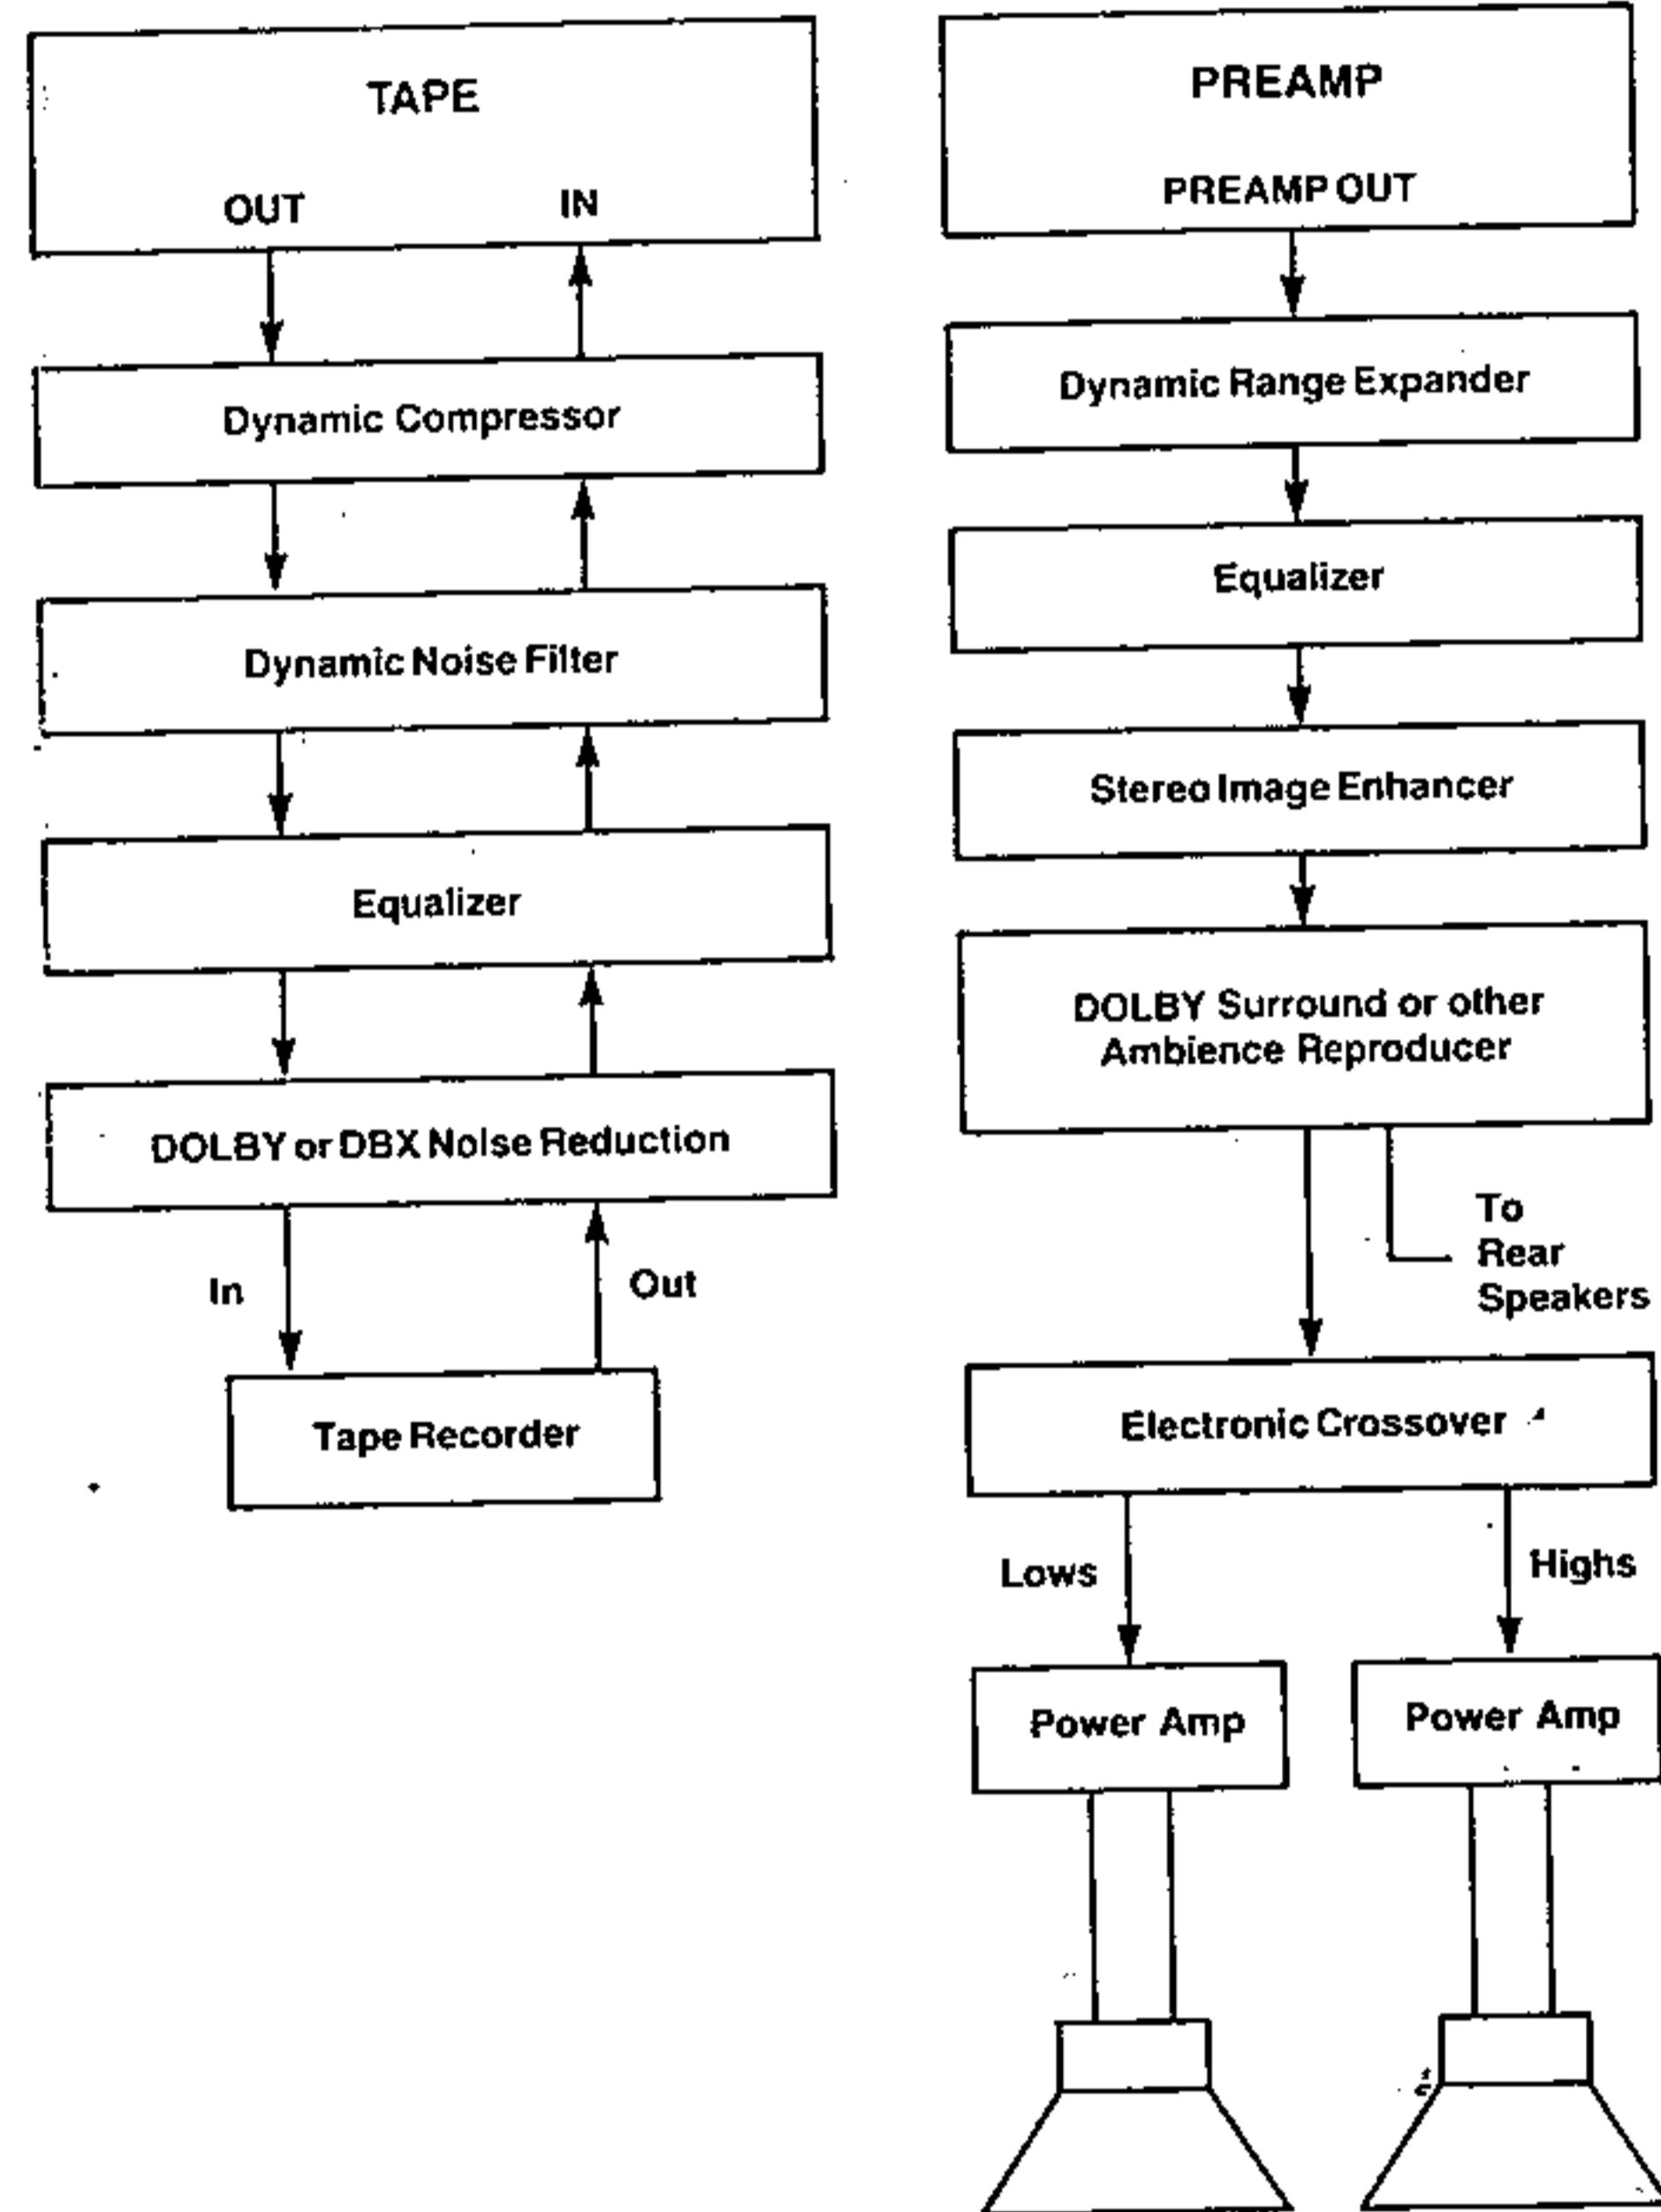 TAPE
OUT IN
Dynamic Compressor
Dynamic Noise Filter
Equalizer
DOLBY or DBX Noise Reduction
In Out
Tape Recorder
PREAMP
PREAMP OUT
Dynamic Range Expander
Equalizer
Stereo Image Enhancer
DOLBY Surround or other
Ambience Reproducer
To
Rear
Speakers
Electronic Crossover
Lows Highs
Power Amp Power Amp